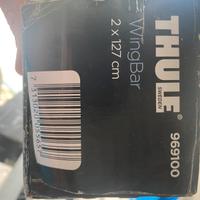 THULE
SWEDEN
WingBar
2 x 127 cm
969100